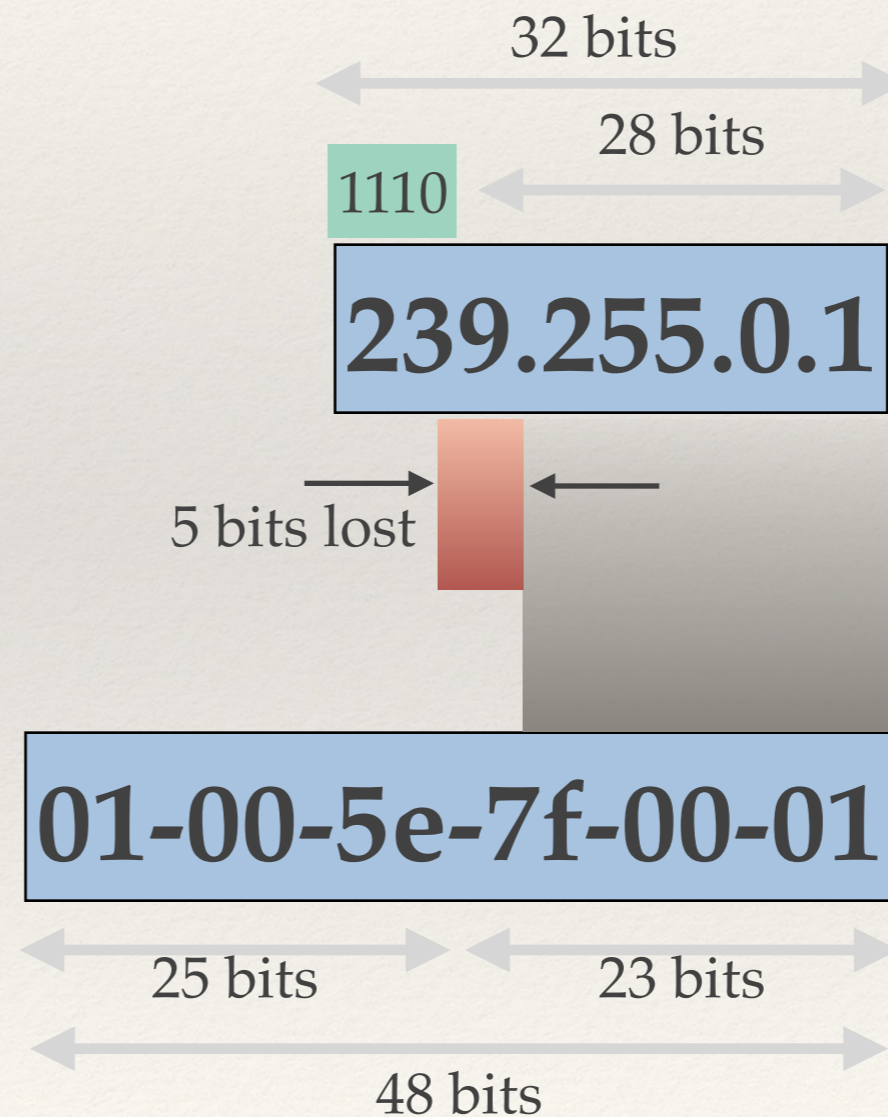 32 bits
28 bits
1110
239.255.0.1
5 bits lost
01-00-5e-7f-00-01
25 bits
23 bits
48 bits